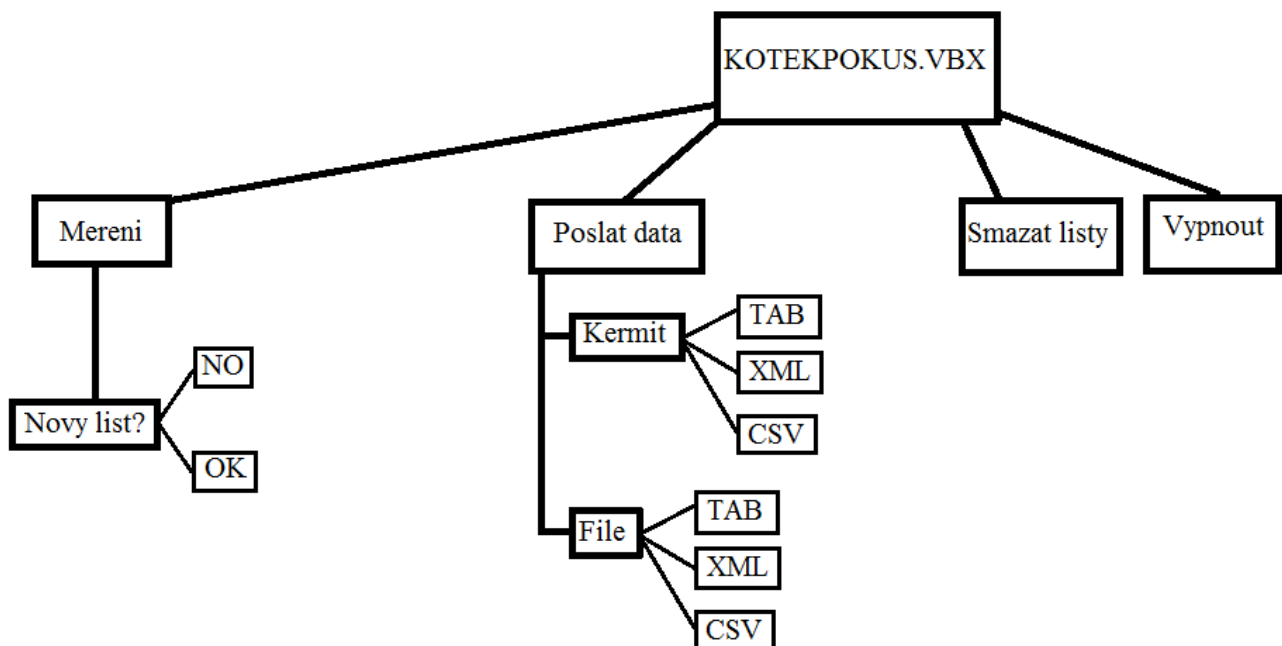 KOTEKPOKUS.VBX
Mereni
Poslat data
Smazat listy
Vypnout
Novy list?
NO
OK
Kermit
TAB
XML
CSV
File
TAB
XML
CSV